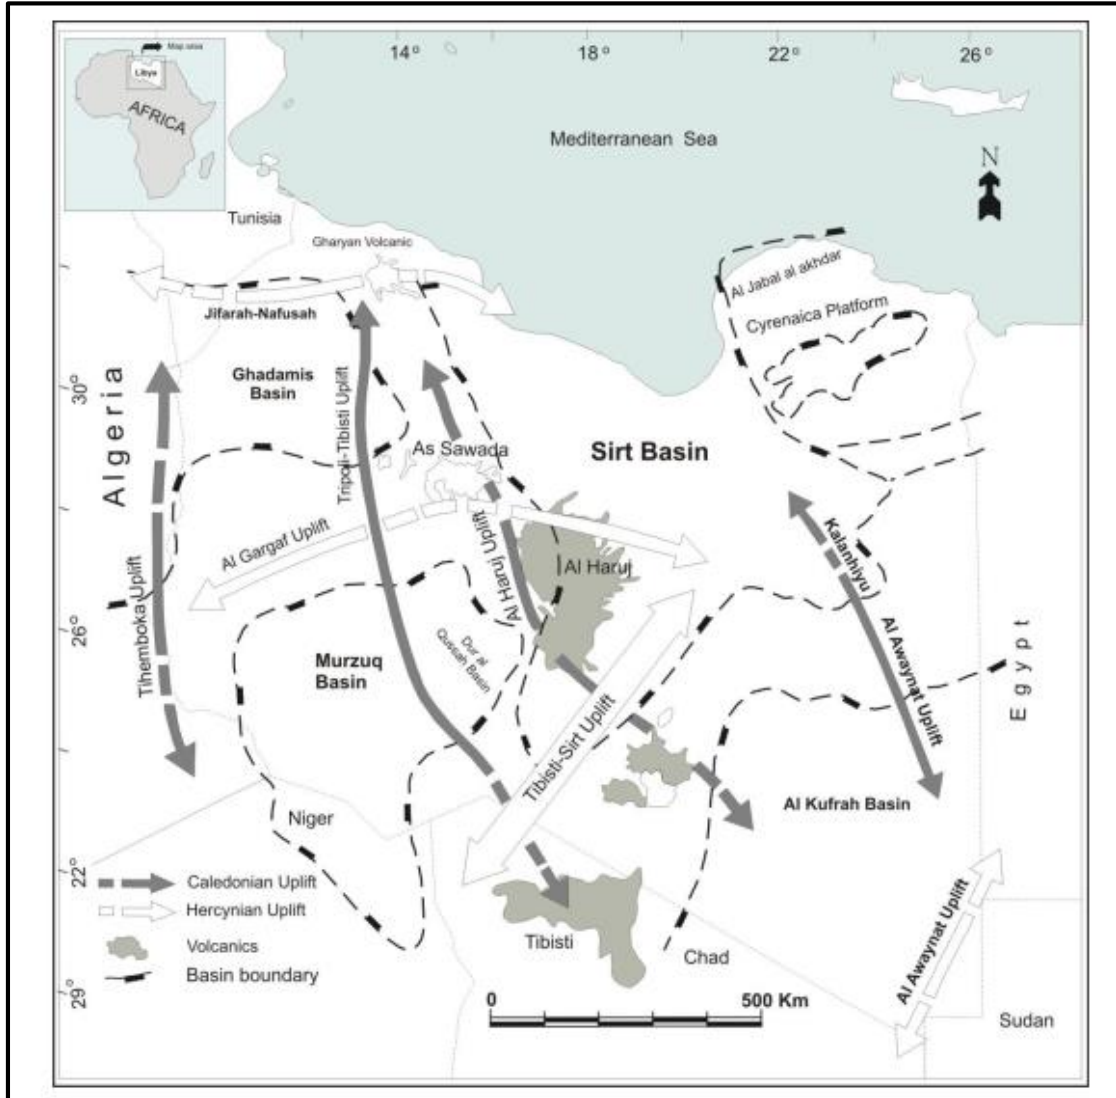 14°
18°
22°
26°
Map area
Libya
AFRICA
Mediterranean Sea
N
Tunisia
Gharyan Volcanic
Al Jabal al akhdar
Cyrenaica Platform
Jifarah-Nafusah
Ghadamis
Basin
30°
Algeria
Tripoli-Tibisti Uplift
As Sawada
Sirt Basin
Al Gargaf Uplift
Al Haruj Uplift
Al Haruj
Kalanhiyu
Al Awaynat Uplift
26°
Tihemboka Uplift
Murzuq
Basin
Dur al
Qussah Basin
Egypt
Tibisti-Sirt Uplift
Al Kufrah Basin
Niger
22°
Caledonian Uplift
Hercynian Uplift
Volcanics
Basin boundary
Tibisti
Chad
Al Awaynat Uplift
29°
0
500 Km
Sudan